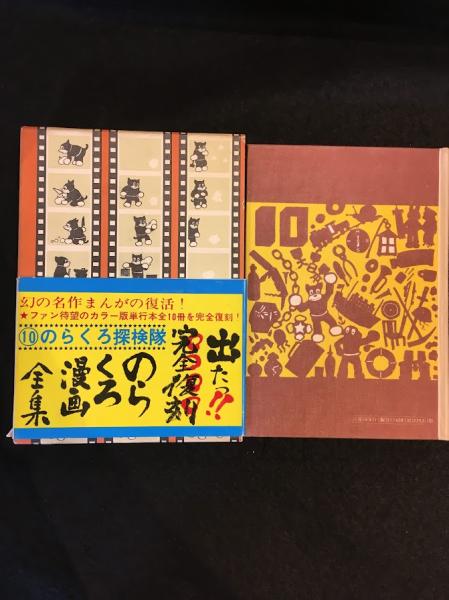 幻の名作まんがの復活！
★ファン待望のカラー版単行本全10冊を完全復刻！
⑩のらくろ探検隊
出たっ!!
完全復刻
のらくろ
漫画
全集
10